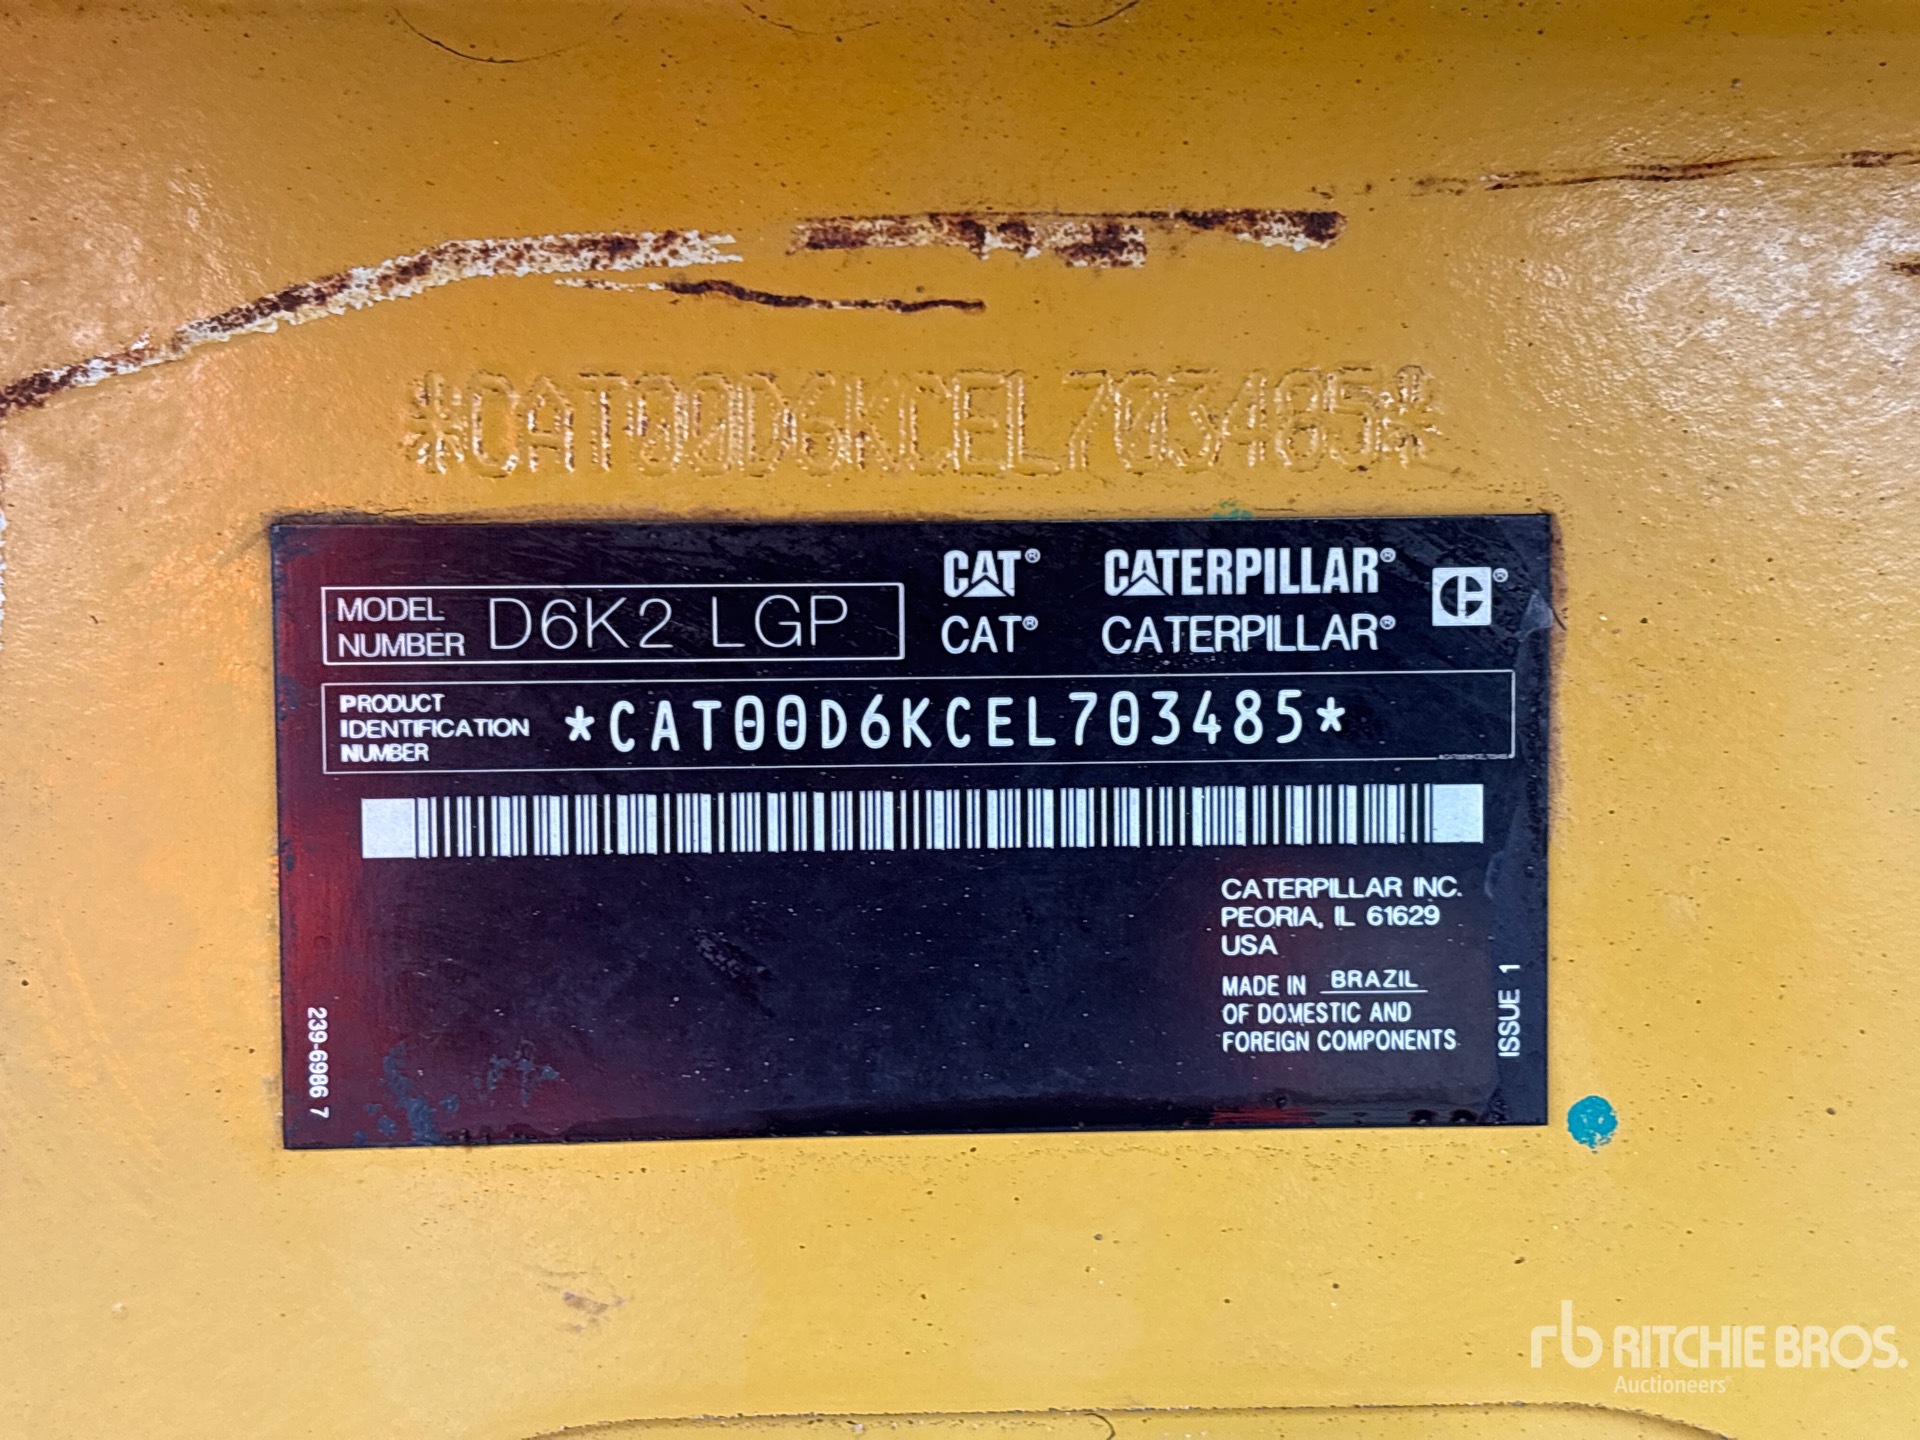 *CAT00D6KCEL703485*
MODEL
NUMBER D6K2 LGP
CAT® CATERPILLAR®
CAT® CATERPILLAR®
PRODUCT
IDENTIFICATION
NUMBER
*CAT00D6KCEL703485*
CATERPILLAR INC.
PEORIA, IL 61629
USA
MADE IN BRAZIL
OF DOMESTIC AND
FOREIGN COMPONENTS
ISSUE 1
239-6986 7
rb RITCHIE BROS.
Auctioneers